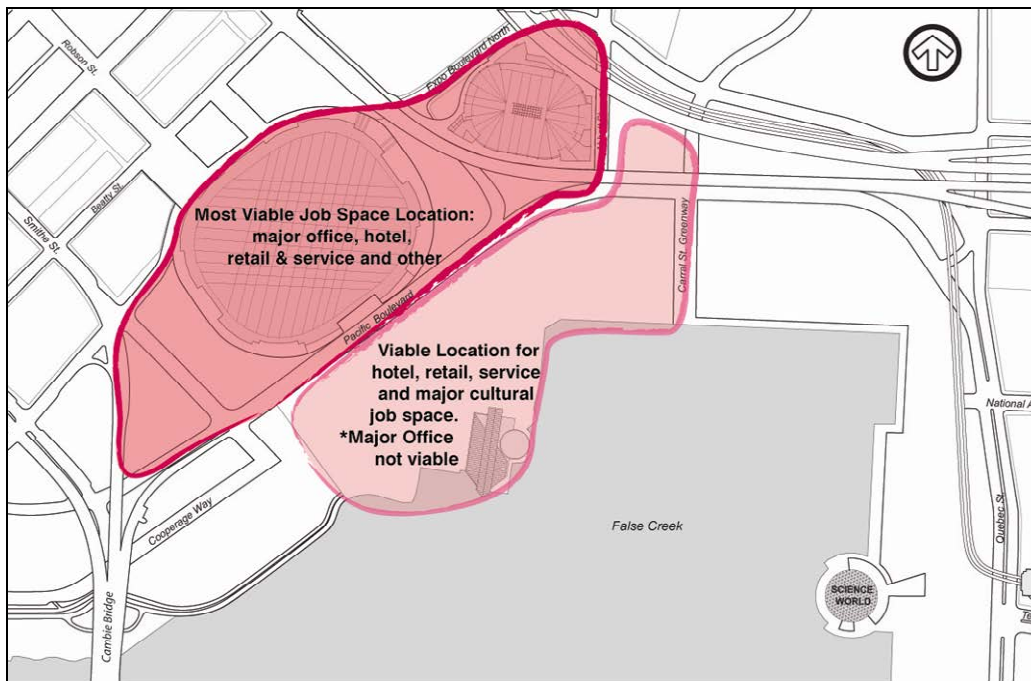 Robson St.
Expo Boulevard North
Beatty St.
Smithe St.
Most Viable Job Space Location:
major office, hotel,
retail & service and other
Carral St. Greenway
Pacific Boulevard
Viable Location for
hotel, retail, service
and major cultural
job space.
*Major Office
not viable
National A
Cooperage Way
Quebec St.
False Creek
Cambie Bridge
SCIENCE
WORLD
Te